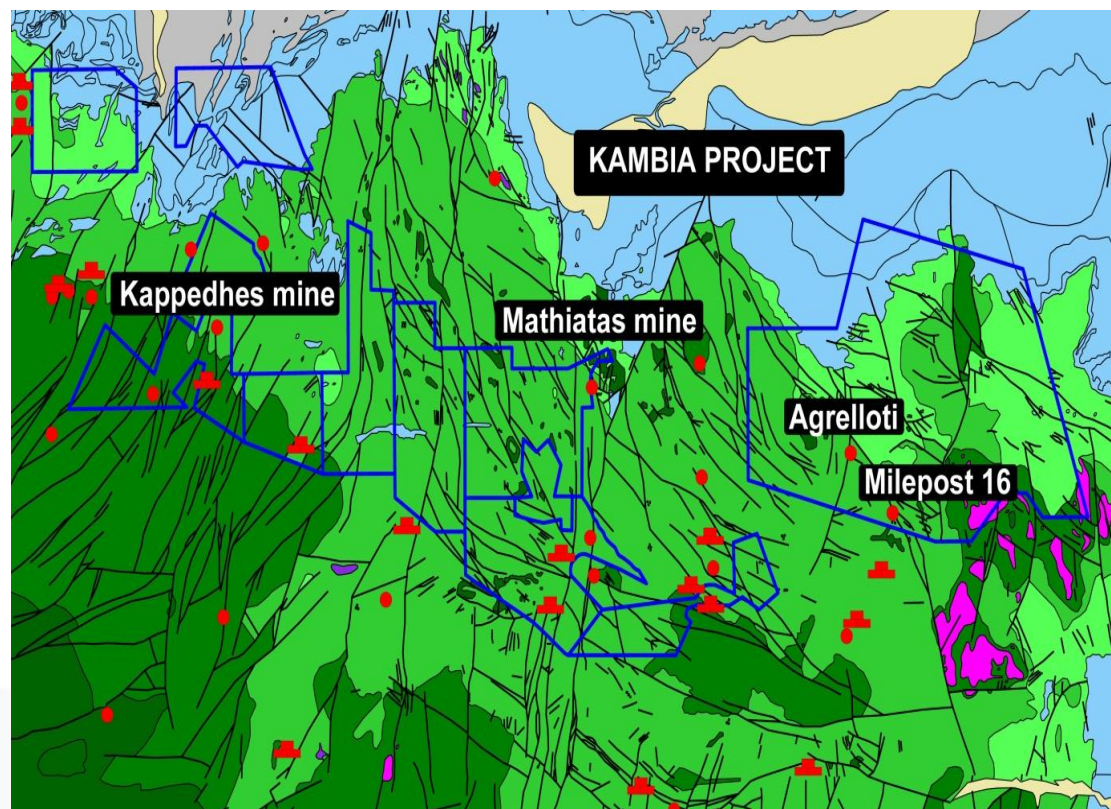 KAMBIA PROJECT
Kappedhes mine
Mathiatas mine
Agrelloti
Milepost 16